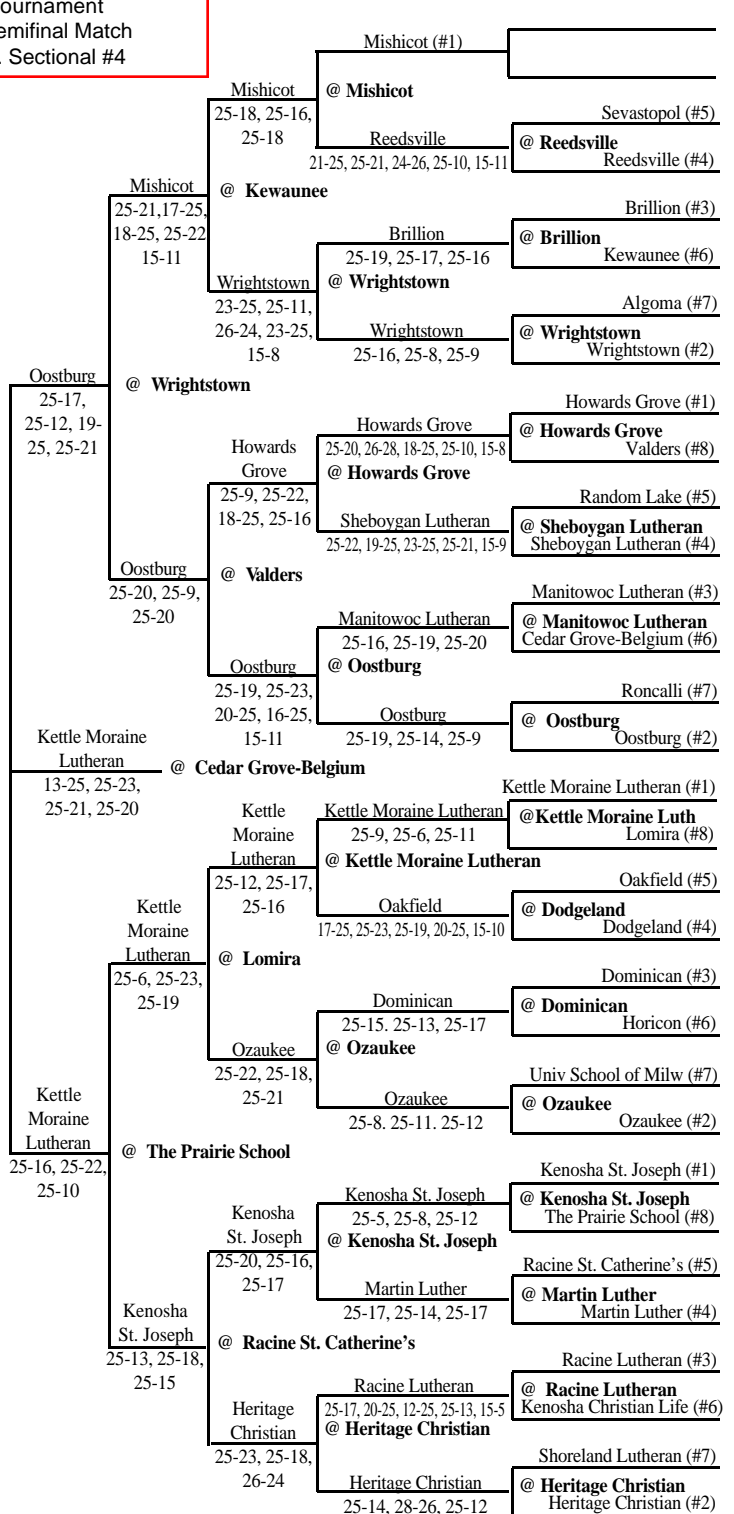 ournament
emifinal Match
. Sectional #4
Mishicot (#1)
Mishicot
25-18, 25-16,
25-18
@ Mishicot
Sevastopol (#5)
Reedsville
21-25, 25-21, 24-26, 25-10, 15-11
@ Reedsville
Reedsville (#4)
Mishicot
25-21,17-25,
18-25, 25-22
15-11
@ Kewaunee
Brillion (#3)
Brillion
25-19, 25-17, 25-16
@ Brillion
Kewaunee (#6)
Wrightstown
23-25, 25-11,
26-24, 23-25,
15-8
@ Wrightstown
Algoma (#7)
Wrightstown
25-16, 25-8, 25-9
@ Wrightstown
Wrightstown (#2)
Oostburg
25-17,
25-12, 19-
25, 25-21
@ Wrightstown
Howards Grove (#1)
Howards Grove
25-20, 26-28, 18-25, 25-10, 15-8
@ Howards Grove
Valders (#8)
Howards
Grove
25-9, 25-22,
18-25, 25-16
@ Howards Grove
Random Lake (#5)
Sheboygan Lutheran
25-22, 19-25, 23-25, 25-21, 15-9
@ Sheboygan Lutheran
Sheboygan Lutheran (#4)
Oostburg
25-20, 25-9,
25-20
@ Valders
Manitowoc Lutheran (#3)
Manitowoc Lutheran
25-16, 25-19, 25-20
@ Manitowoc Lutheran
Cedar Grove-Belgium (#6)
Oostburg
25-19, 25-23,
20-25, 16-25,
15-11
@ Oostburg
Roncalli (#7)
Oostburg
25-19, 25-14, 25-9
@ Oostburg
Oostburg (#2)
Kettle Moraine
Lutheran
13-25, 25-23,
25-21, 25-20
@ Cedar Grove-Belgium
Kettle Moraine Lutheran (#1)
Kettle Moraine Lutheran
25-9, 25-6, 25-11
@Kettle Moraine Luth
Lomira (#8)
Kettle
Moraine
Lutheran
25-12, 25-17,
25-16
@ Kettle Moraine Lutheran
Oakfield (#5)
Oakfield
17-25, 25-23, 25-19, 20-25, 15-10
@ Dodgeland
Dodgeland (#4)
Kettle
Moraine
Lutheran
25-6, 25-23,
25-19
@ Lomira
Dominican (#3)
Dominican
25-15. 25-13, 25-17
@ Dominican
Horicon (#6)
Ozaukee
25-22, 25-18,
25-21
@ Ozaukee
Univ School of Milw (#7)
Ozaukee
25-8. 25-11. 25-12
@ Ozaukee
Ozaukee (#2)
Kettle
Moraine
Lutheran
25-16, 25-22,
25-10
@ The Prairie School
Kenosha St. Joseph (#1)
Kenosha St. Joseph
25-5, 25-8, 25-12
@ Kenosha St. Joseph
The Prairie School (#8)
Kenosha
St. Joseph
25-20, 25-16,
25-17
@ Kenosha St. Joseph
Racine St. Catherine's (#5)
Martin Luther
25-17, 25-14, 25-17
@ Martin Luther
Martin Luther (#4)
Kenosha
St. Joseph
25-13, 25-18,
25-15
@ Racine St. Catherine's
Racine Lutheran (#3)
Racine Lutheran
25-17, 20-25, 12-25, 25-13, 15-5
@ Racine Lutheran
Kenosha Christian Life (#6)
Heritage
Christian
25-23, 25-18,
26-24
@ Heritage Christian
Shoreland Lutheran (#7)
Heritage Christian
25-14, 28-26, 25-12
@ Heritage Christian
Heritage Christian (#2)